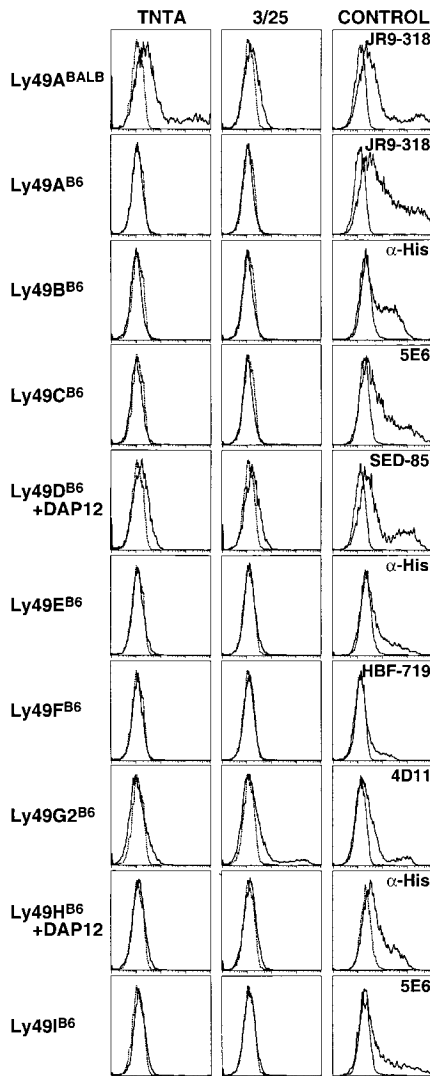 TNTA 3/25 CONTROL
Ly49A^BALB JR9-318
Ly49A^B6 JR9-318
Ly49B^B6 α-His
Ly49C^B6 5E6
Ly49D^B6 SED-85
+DAP12
Ly49E^B6 α-His
Ly49F^B6 HBF-719
Ly49G2^B6 4D11
Ly49H^B6 α-His
+DAP12
Ly49I^B6 5E6